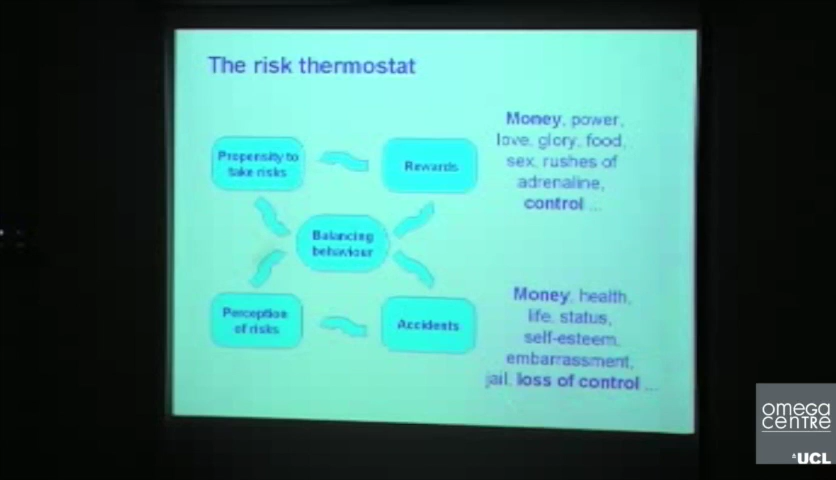 The risk thermostat
Propensity to
take risks
Rewards
Money, power,
love, glory, food,
sex, rushes of
adrenaline,
control ...
Balancing
behaviour
Perception
of risks
Accidents
Money, health,
life, status,
self-esteem,
embarrassment,
jail, loss of control ...
omega
centre
UCL